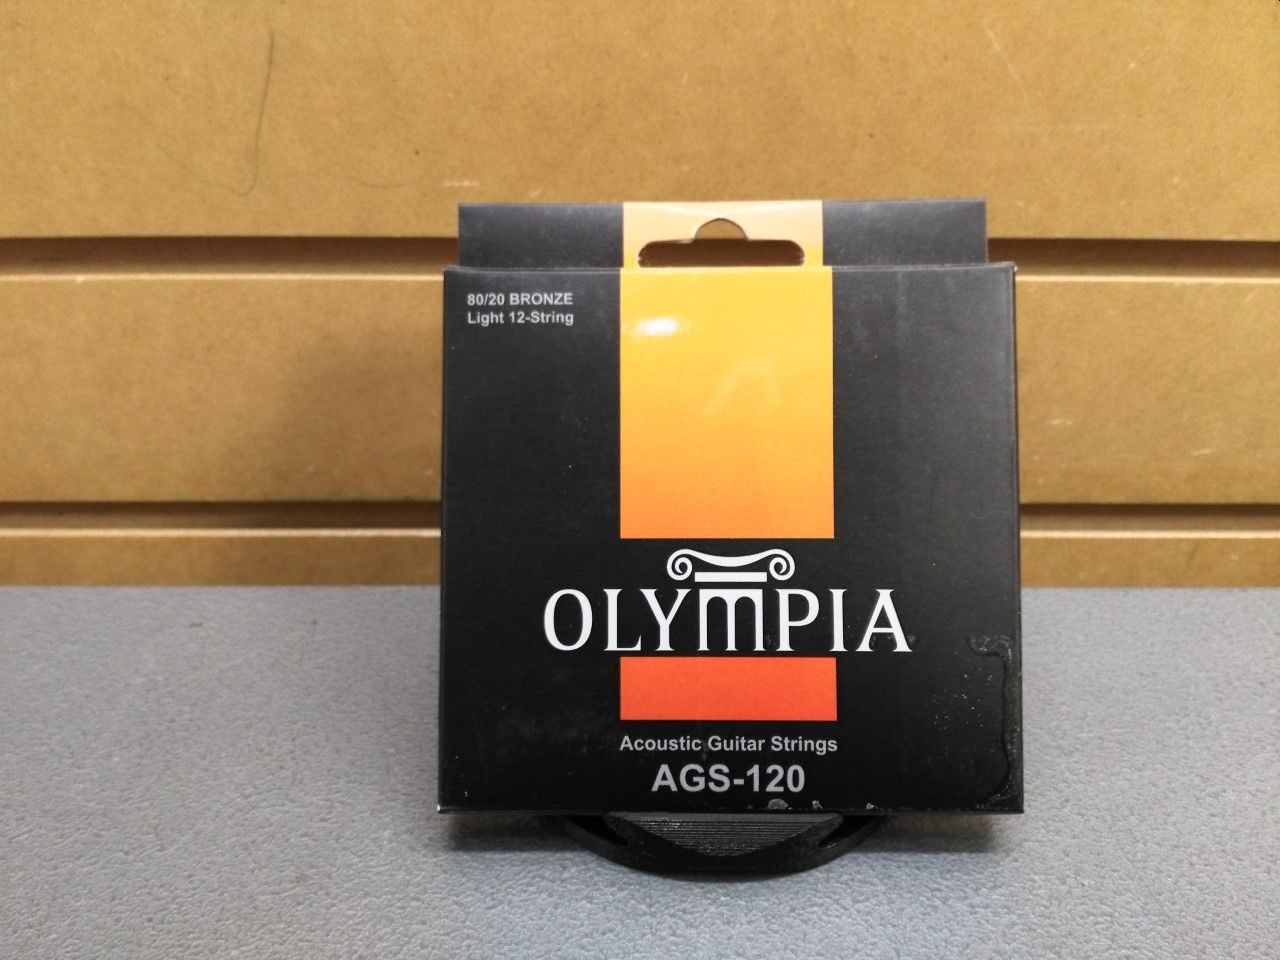 80/20 BRONZE
Light 12-String
OLYMPIA
Acoustic Guitar Strings
AGS-120